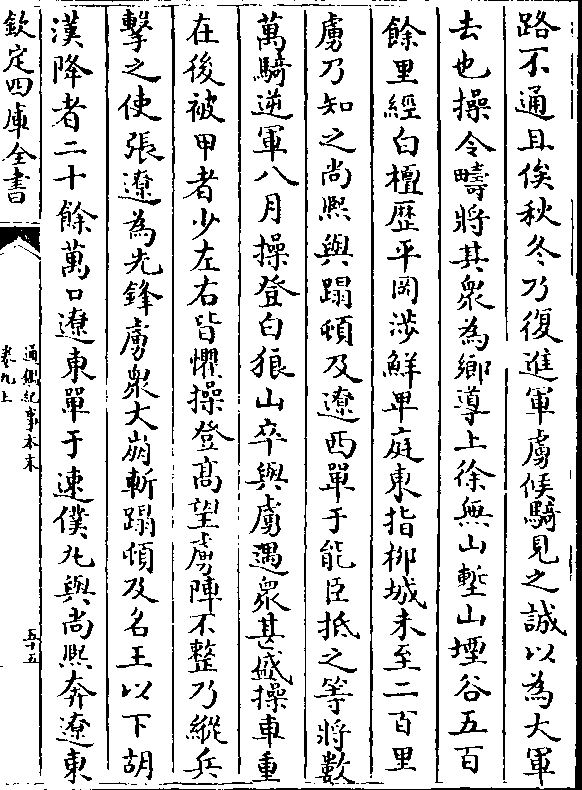 路不通且俟秋冬乃復進軍虜候騎見之誠以為大軍
去也操令疇將其衆為鄉導上徐無山塹山堙谷五百
餘里經白檀歴平岡涉鮮卑庭東指栁城未至二百里
虜乃知之尚熙與蹋頓及遼西單于能臣抵之等將數
萬騎逆軍八月操登白狼山卒與虜遇衆甚盛操車重
在後被甲者少左右皆懼操登髙望虜陣不整乃縱兵
擊之使張遼為先鋒虜衆大崩斬蹋頓及名王以下胡
漢降者二十餘萬口遼東單于速僕丸與尚熙奔遼東
欽定四庫全書
通鑑紀事本末
卷九上
五十五